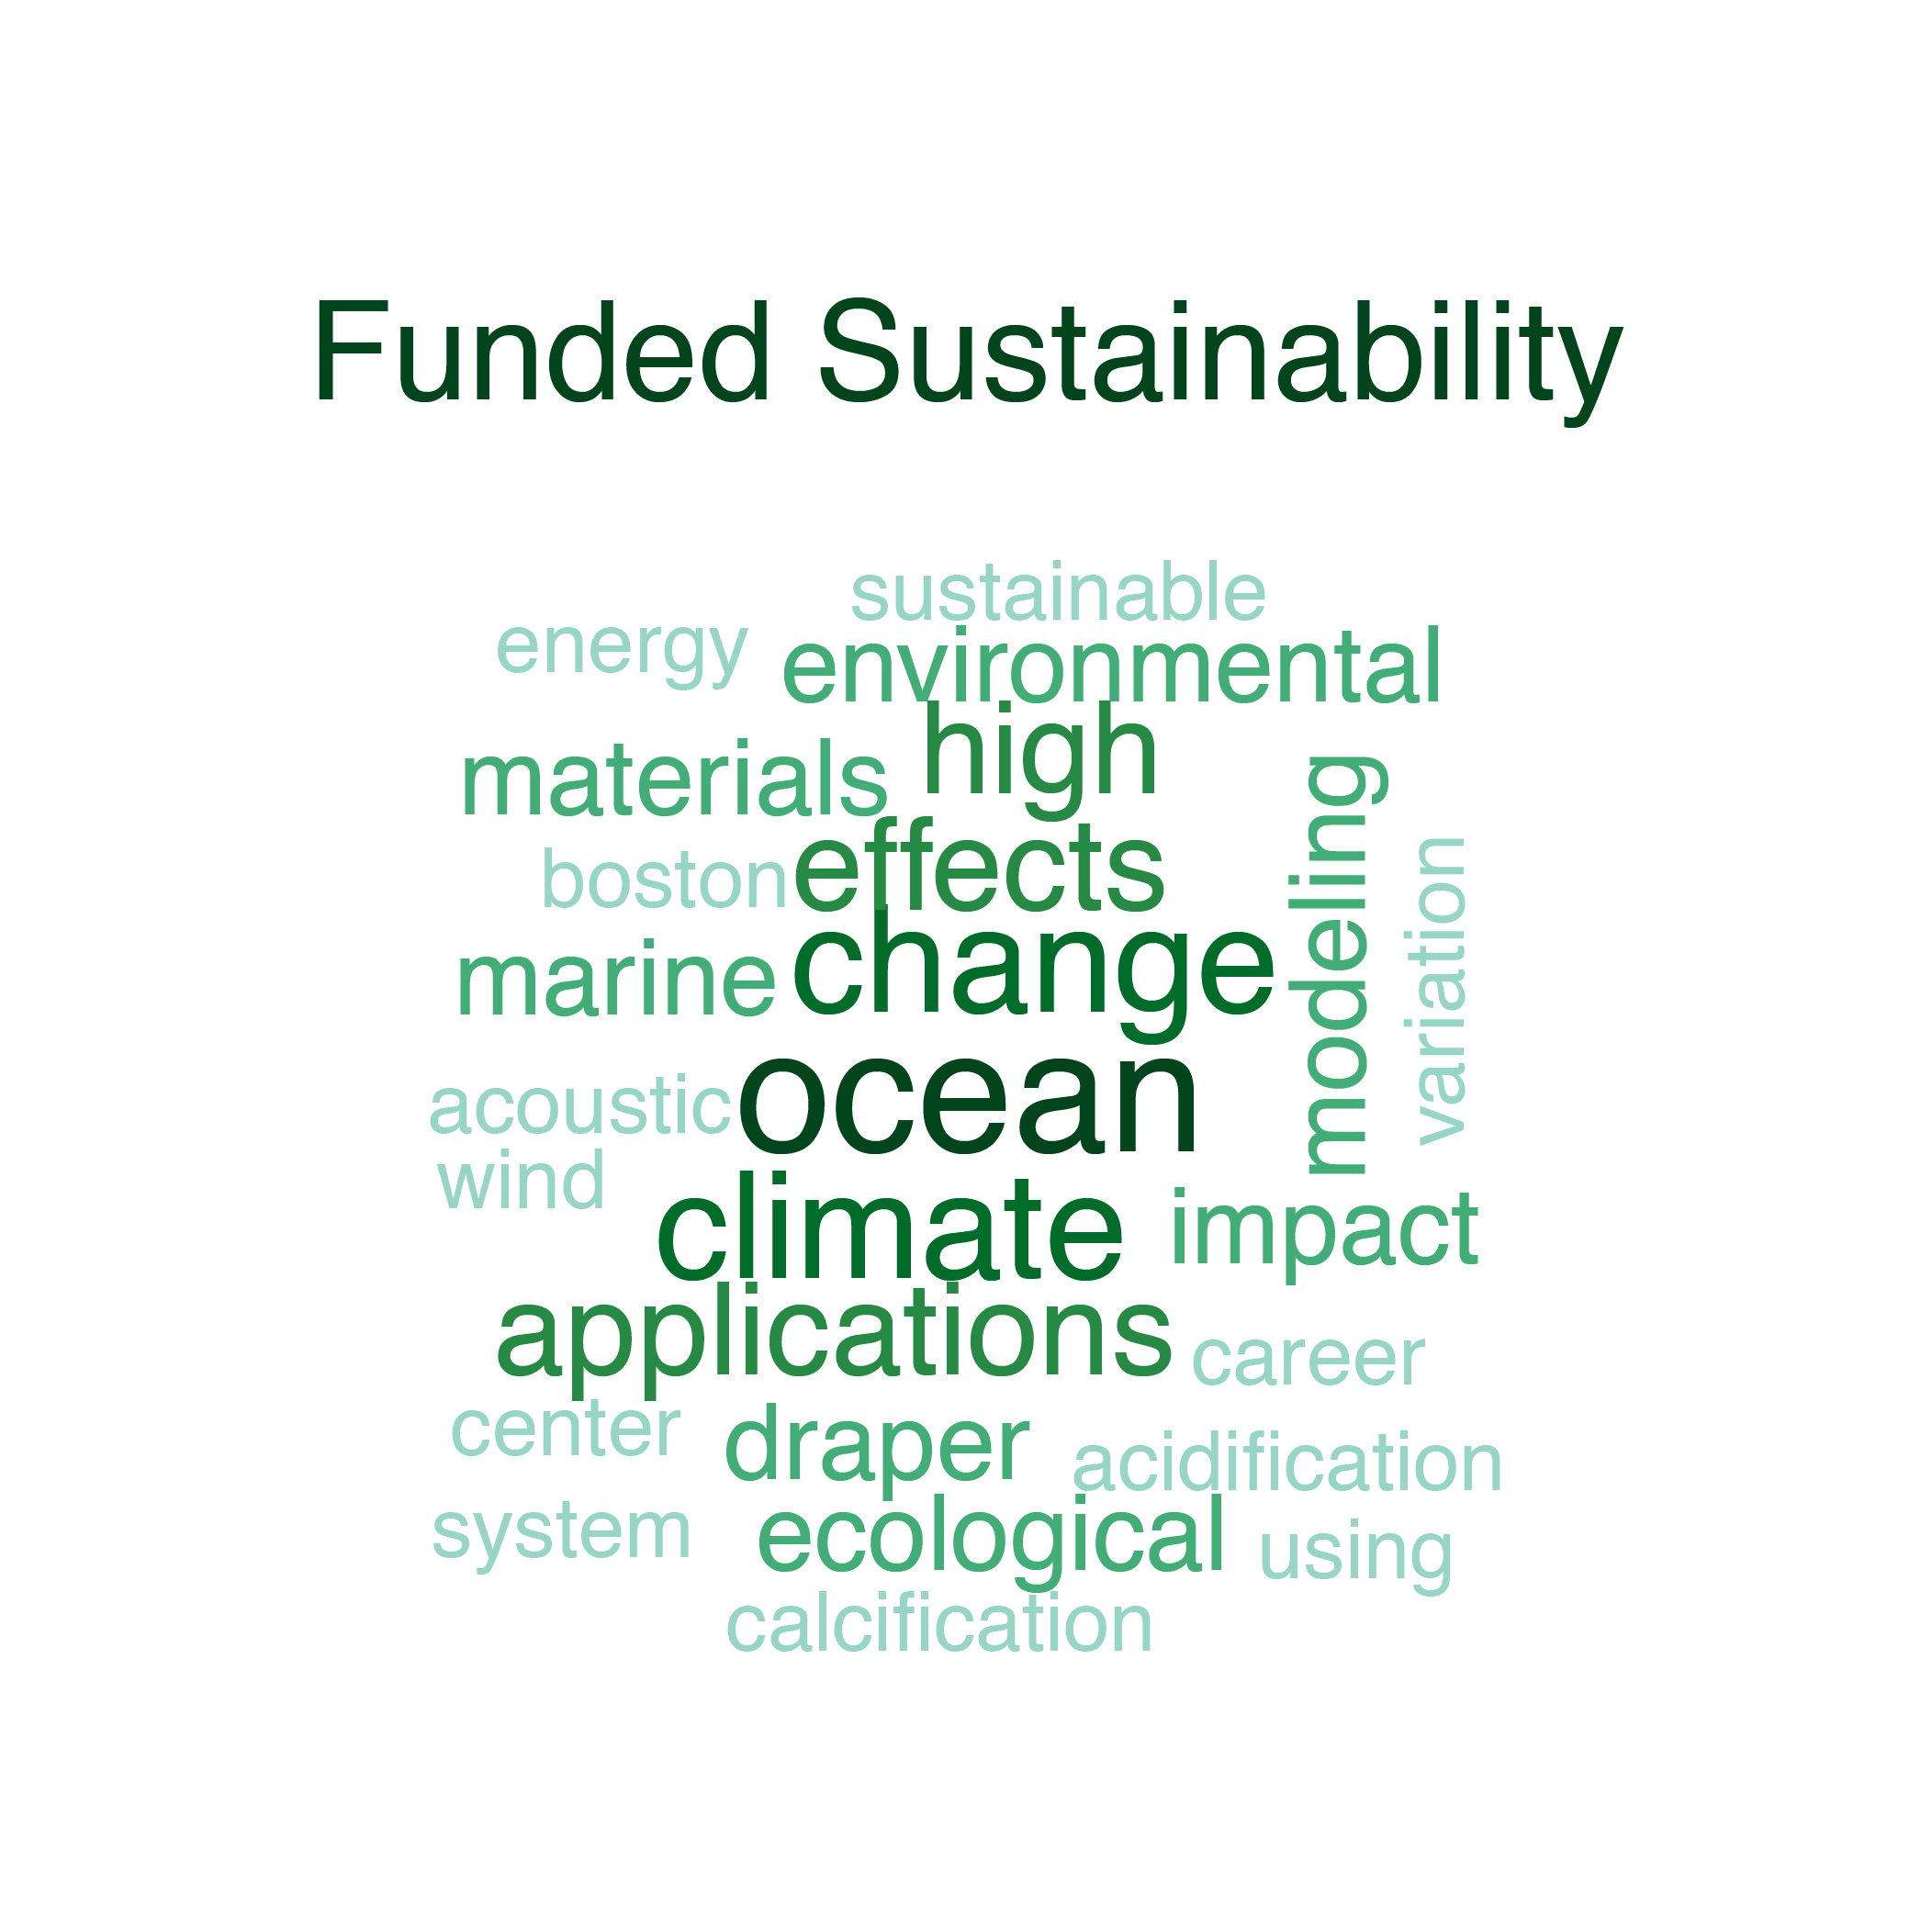 Funded Sustainability
sustainable
energy
environmental
high
materials
modeling
effects
boston
variation
change
marine
ocean
acoustic
wind
climate
impact
applications
career
center
draper
acidification
system
ecological
using
calcification